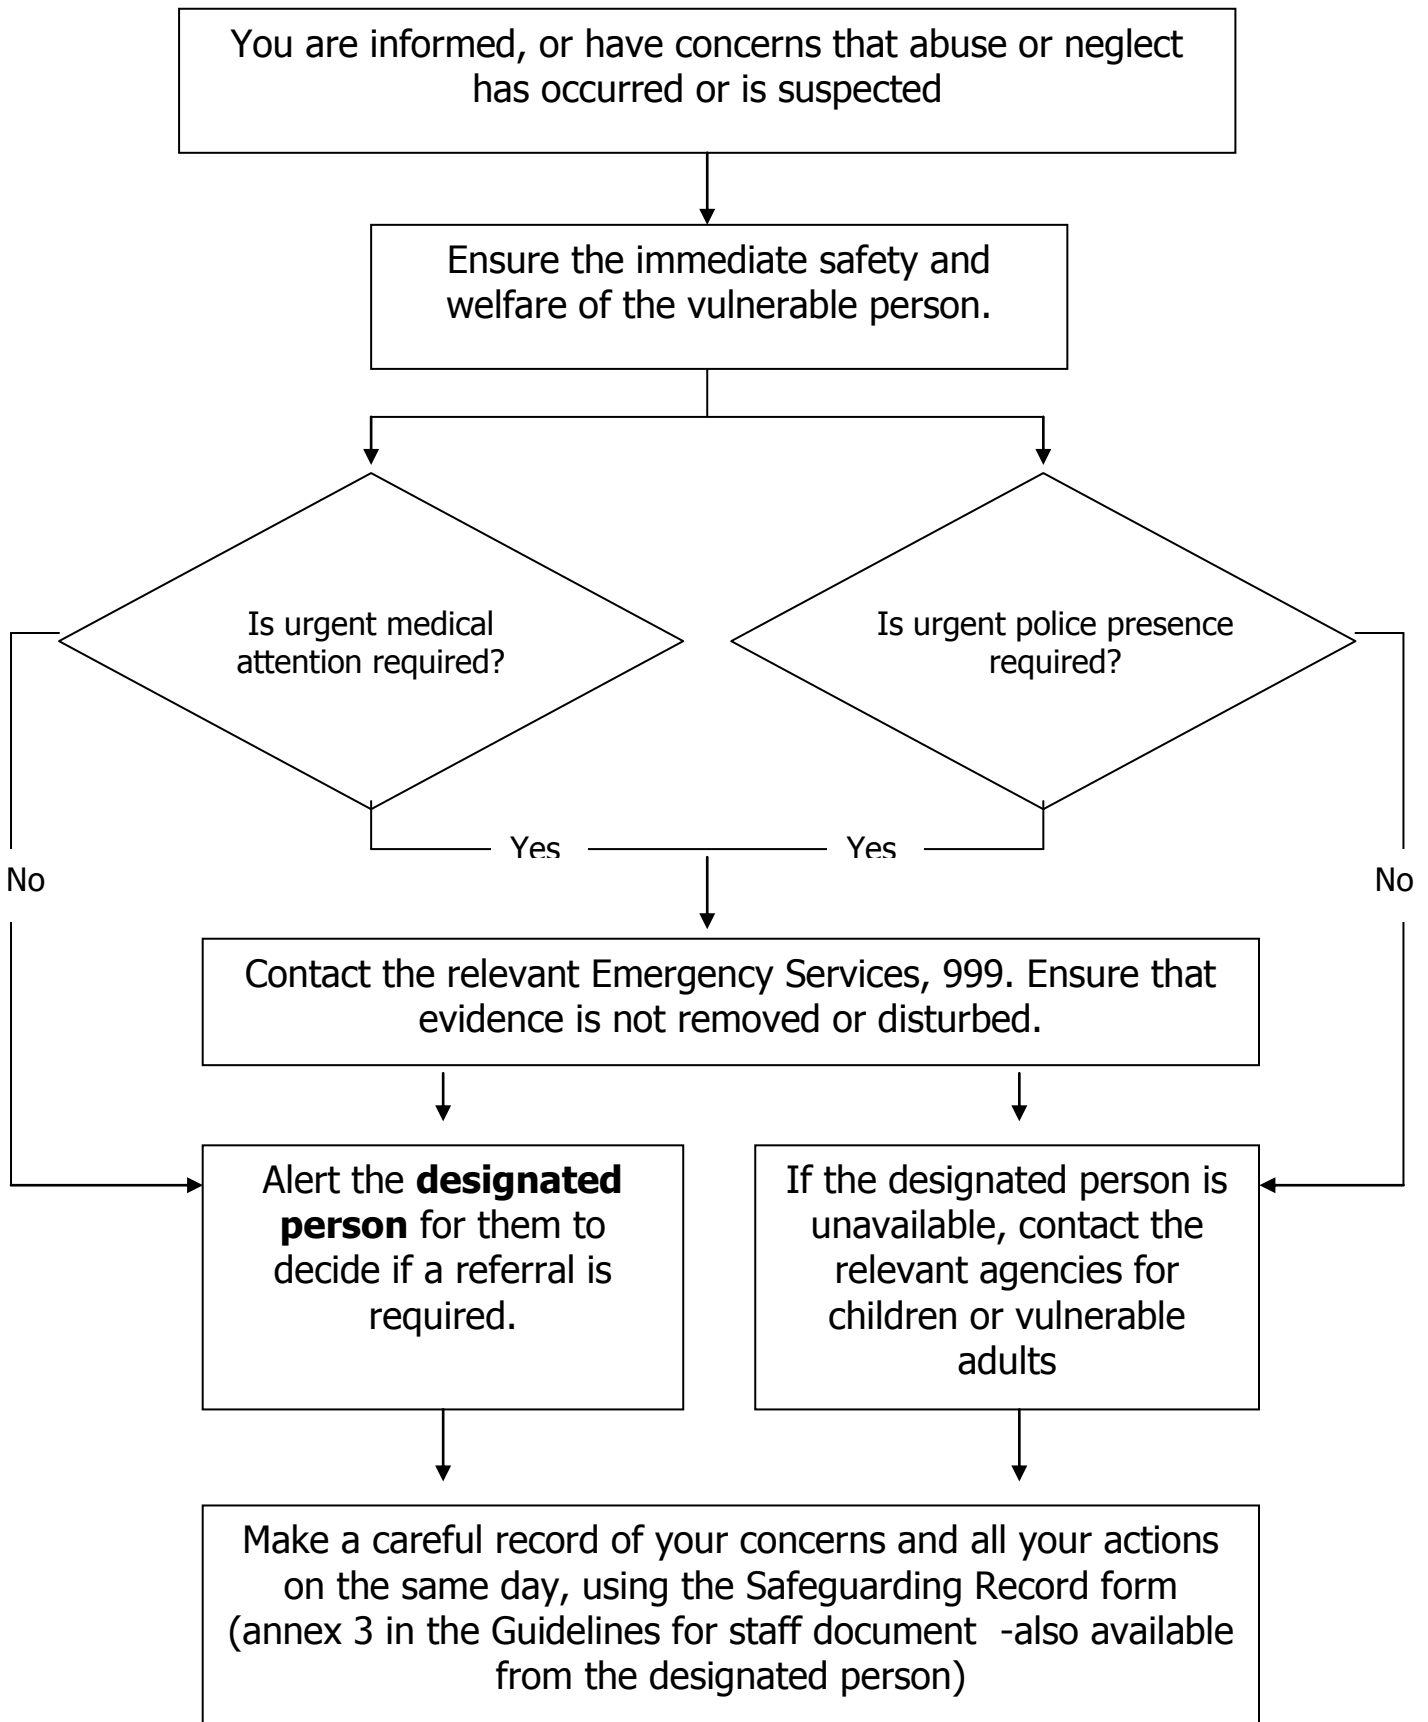 You are informed, or have concerns that abuse or neglect
has occurred or is suspected
Ensure the immediate safety and
welfare of the vulnerable person.
Is urgent medical
attention required?
Is urgent police presence
required?
Yes
Yes
No
No
Contact the relevant Emergency Services, 999. Ensure that
evidence is not removed or disturbed.
Alert the designated
person for them to
decide if a referral is
required.
If the designated person is
unavailable, contact the
relevant agencies for
children or vulnerable
adults
Make a careful record of your concerns and all your actions
on the same day, using the Safeguarding Record form
(annex 3 in the Guidelines for staff document  -also available
from the designated person)